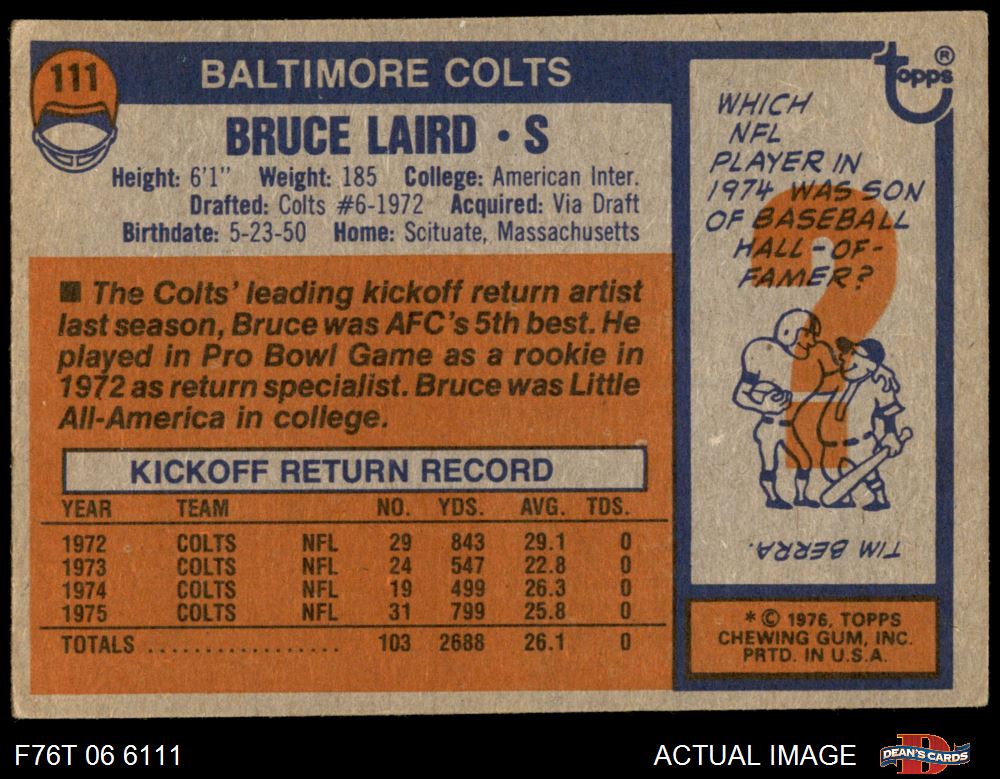 111
BALTIMORE COLTS
BRUCE LAIRD • S
Height: 6'1" Weight: 185 College: American Inter.
Drafted: Colts #6-1972 Acquired: Via Draft
Birthdate: 5-23-50 Home: Scituate, Massachusetts
■ The Colts' leading kickoff return artist
last season, Bruce was AFC's 5th best. He
played in Pro Bowl Game as a rookie in
1972 as return specialist. Bruce was Little
All-America in college.
KICKOFF RETURN RECORD
YEAR TEAM NO. YDS. AVG. TDS.
1972 COLTS NFL 29 843 29.1 0
1973 COLTS NFL 24 547 22.8 0
1974 COLTS NFL 19 499 26.3 0
1975 COLTS NFL 31 799 25.8 0
TOTALS .................. 103 2688 26.1 0
topps ®
WHICH
NFL
PLAYER IN
1974 WAS SON
OF BASEBALL
HALL-OF-
FAMER?
?
TIM BERRA.
* © 1976, TOPPS
CHEWING GUM, INC.
PRTD. IN U.S.A.
F76T 06 6111
ACTUAL IMAGE
DEAN'S CARDS